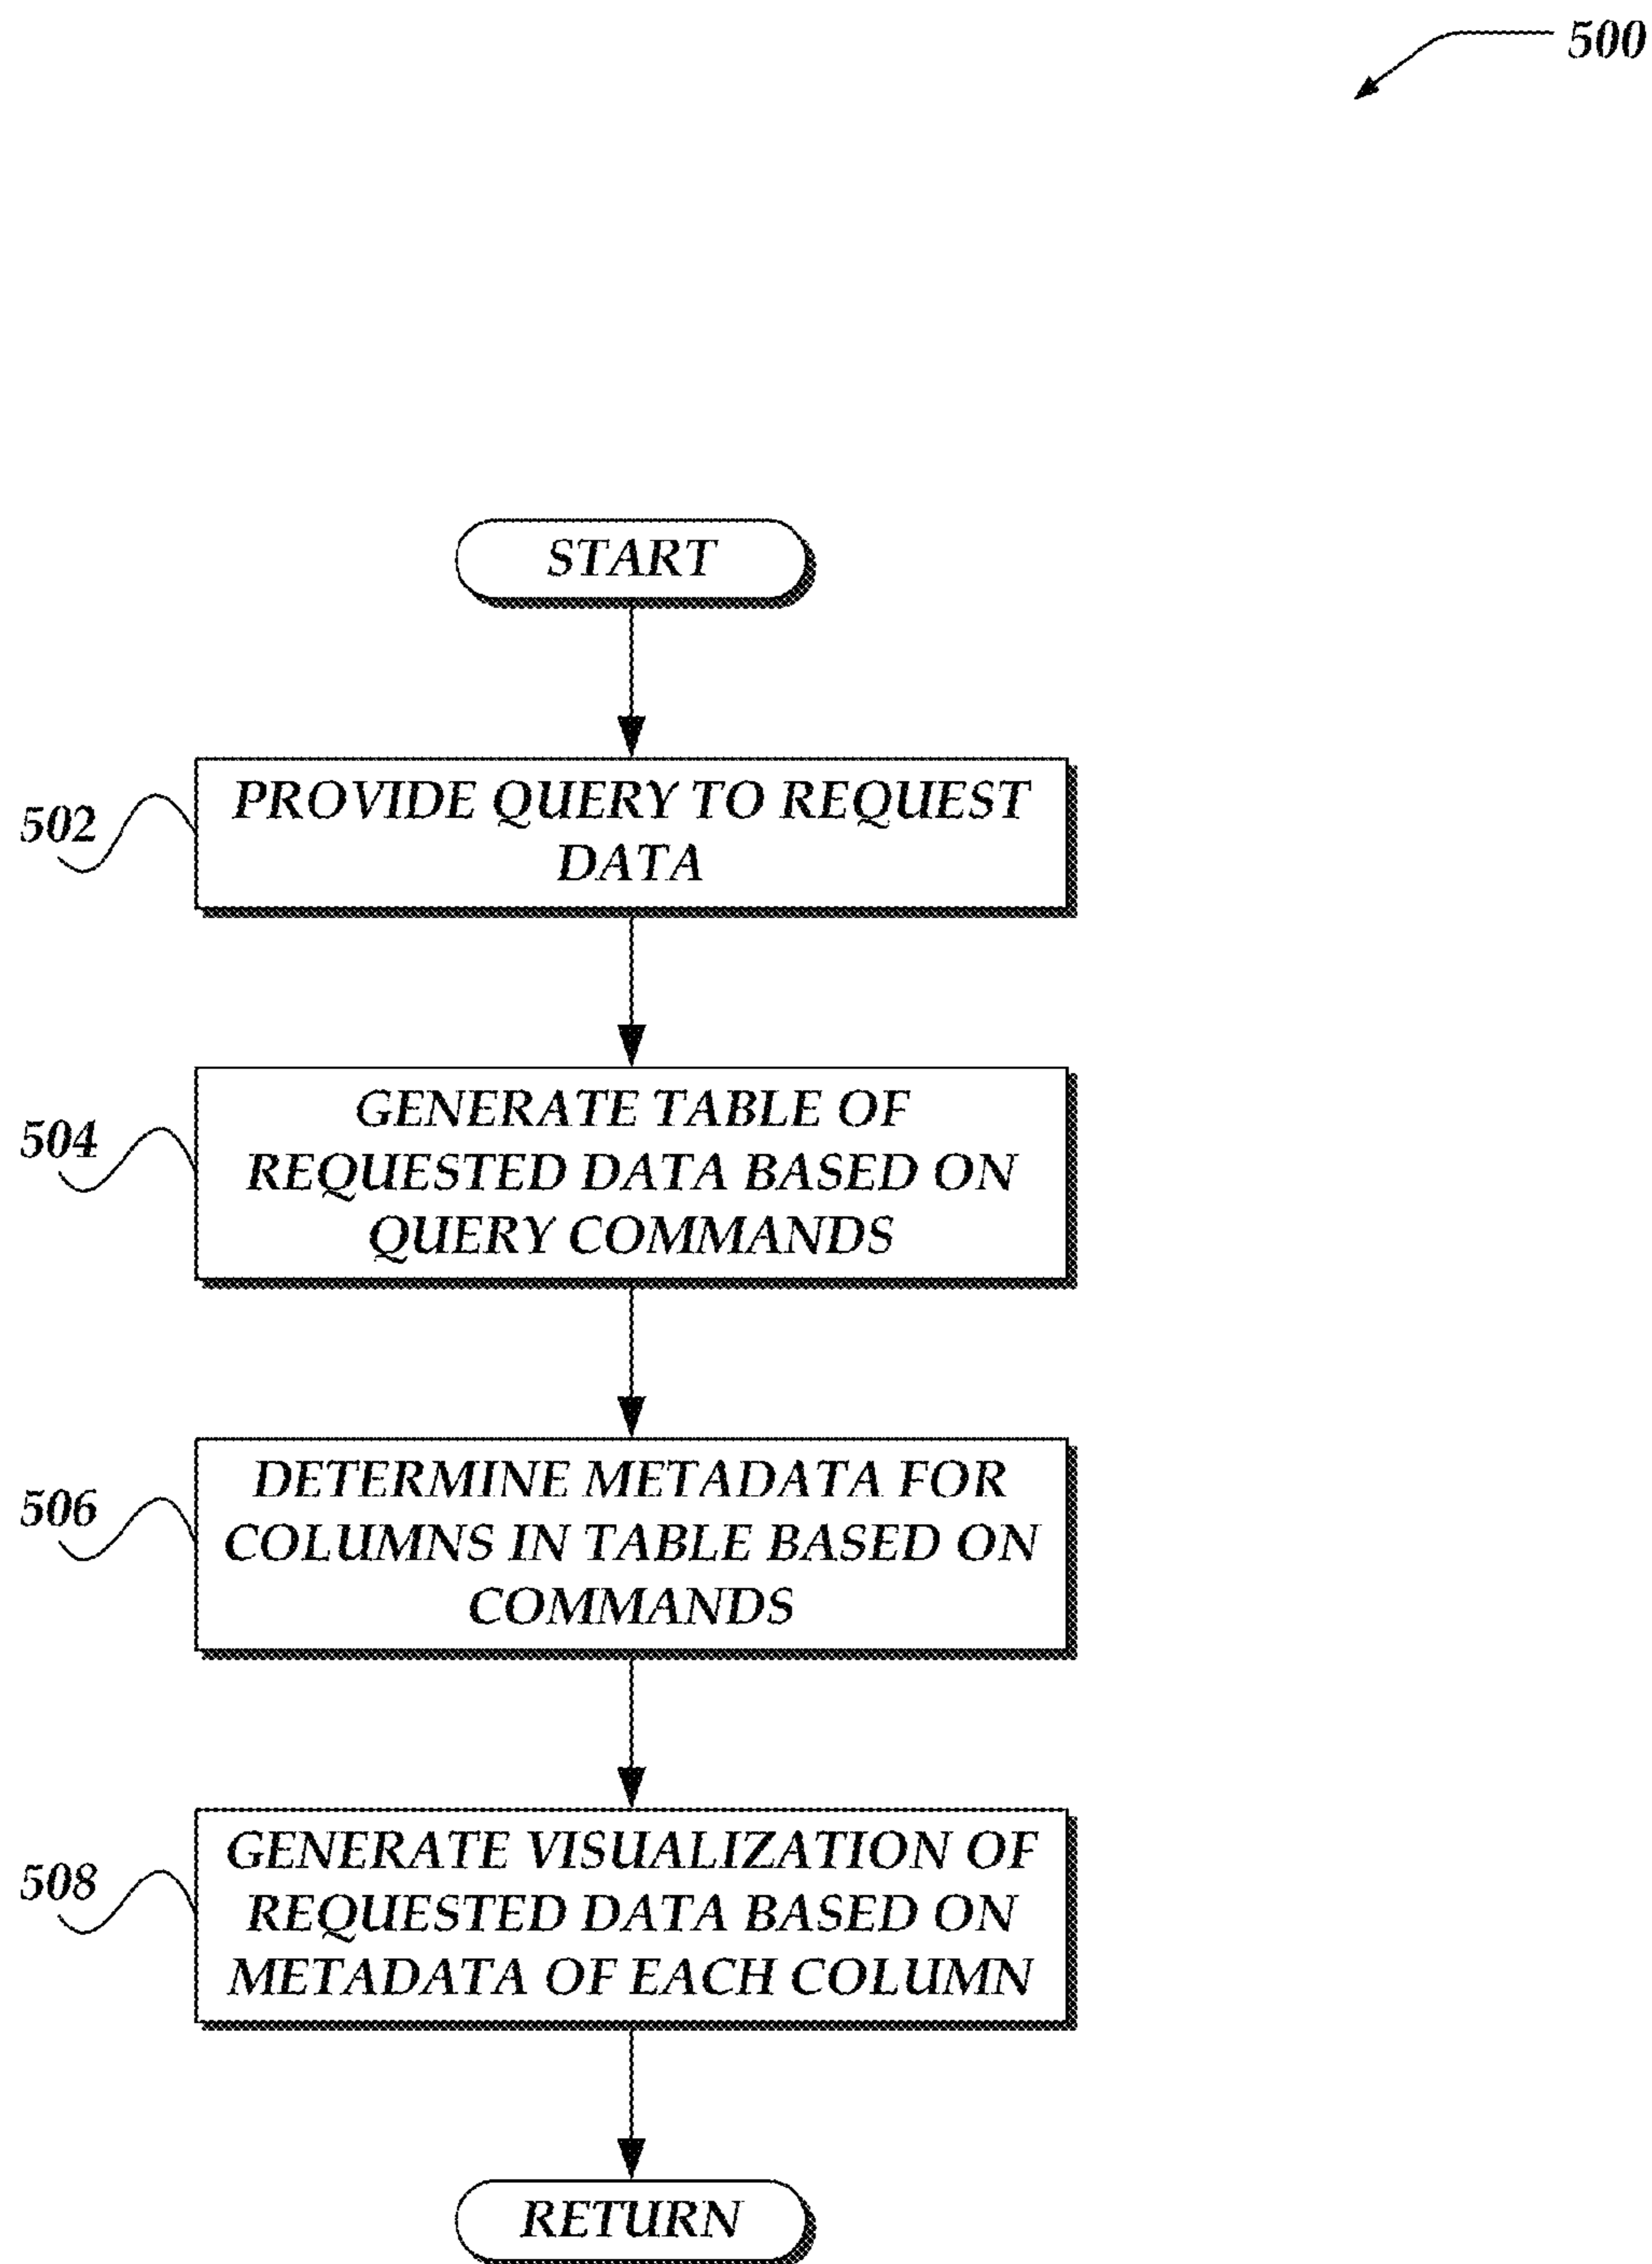 500
START
502
PROVIDE QUERY TO REQUEST
DATA
504
GENERATE TABLE OF
REQUESTED DATA BASED ON
QUERY COMMANDS
506
DETERMINE METADATA FOR
COLUMNS IN TABLE BASED ON
COMMANDS
508
GENERATE VISUALIZATION OF
REQUESTED DATA BASED ON
METADATA OF EACH COLUMN
RETURN